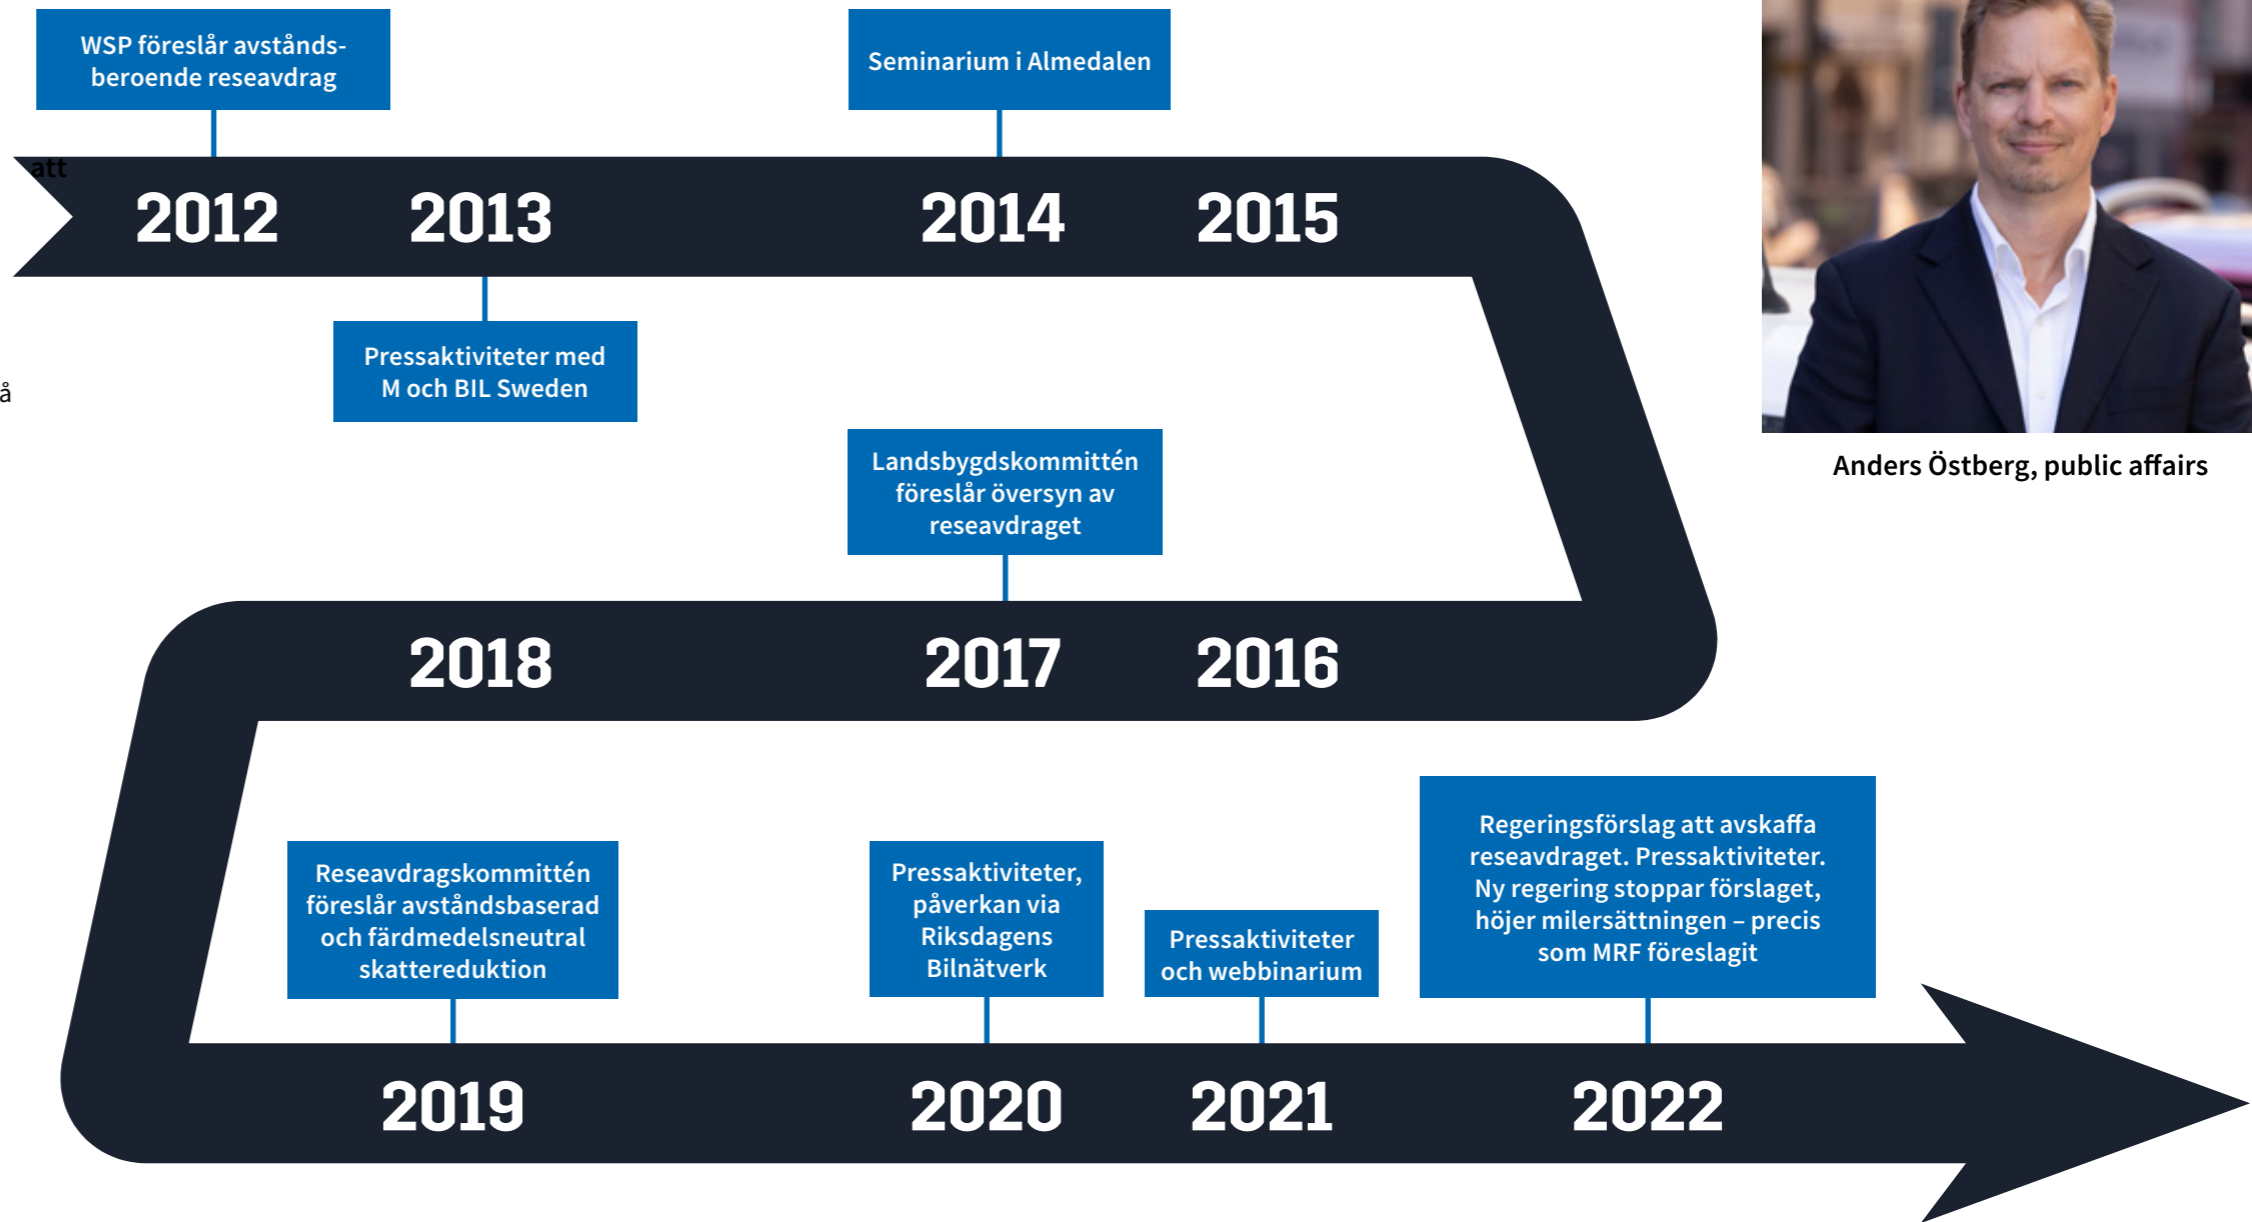 WSP föreslår avstånds-
beroende reseavdrag
Seminarium i Almedalen
att
2012
2013
2014
2015
Pressaktiviteter med
M och BIL Sweden
å
Anders Östberg, public affairs
Landsbygdskommittén
föreslår översyn av
reseavdraget
2018
2017
2016
Reseavdragskommittén
föreslår avståndsbaserad
och färdmedelsneutral
skattereduktion
Pressaktiviteter,
påverkan via
Riksdagens
Bilnätverk
Pressaktiviteter
och webbinarium
Regeringsförslag att avskaffa
reseavdraget. Pressaktiviteter.
Ny regering stoppar förslaget,
höjer milersättningen – precis
som MRF föreslagit
2019
2020
2021
2022